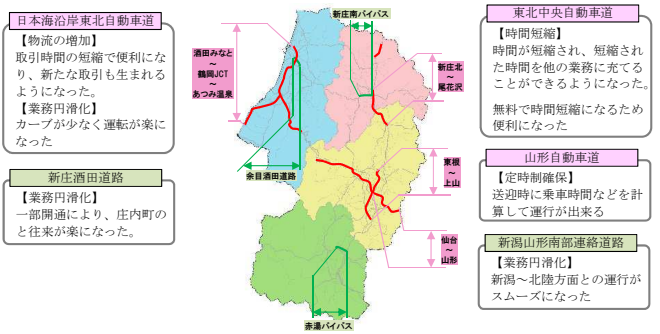 日本海沿岸東北自動車道
【物流の増加】
取引時間の短縮で便利にな
り、新たな取引も生まれる
ようになった。
【業務円滑化】
カーブが少なく運転が楽に
なった
新庄酒田道路
【業務円滑化】
一部開通により、庄内町の
と往来が楽になった。
酒田みなと
～
鶴岡JCT
～
あつみ温泉
余目酒田道路
新庄南バイパス
新庄北
～
尾花沢
東根
～
上山
仙台
～
山形
赤湯バイパス
東北中央自動車道
【時間短縮】
時間が短縮され、短縮され
た時間を他の業務に充てる
ことができるようになった。
無料で時間短縮になるため
便利になった
山形自動車道
【定時制確保】
送迎時に乗車時間などを計
算して運行が出来る
新潟山形南部連絡道路
【業務円滑化】
新潟～北陸方面との運行が
スムーズになった